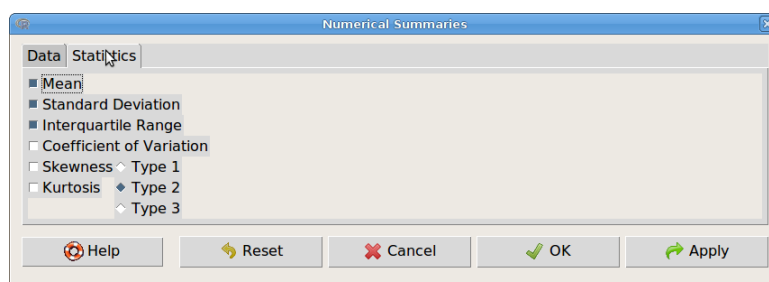 Numerical Summaries
Data Statistics
Mean
Standard Deviation
Interquartile Range
Coefficient of Variation
Skewness Type 1
Kurtosis Type 2
Type 3
Help Reset Cancel OK Apply